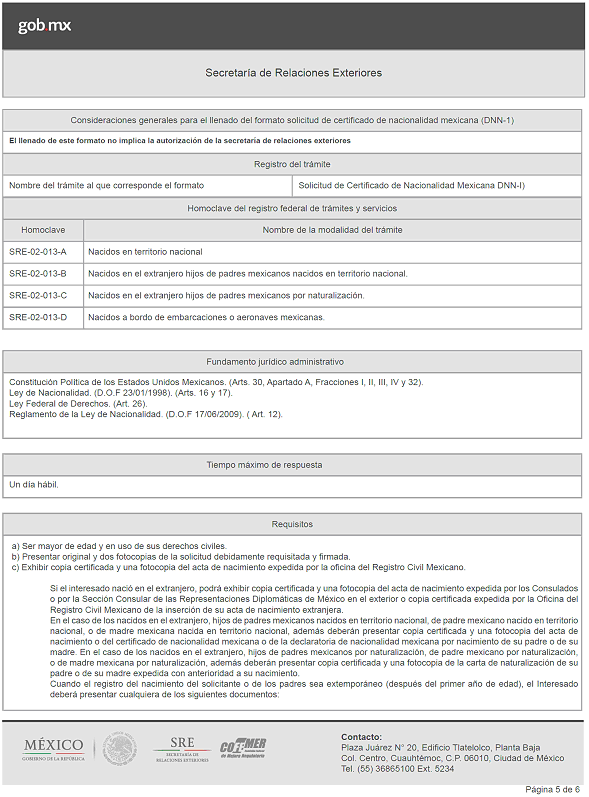 gob.mx
Secretaría de Relaciones Exteriores
Consideraciones generales para el llenado del formato solicitud de certificado de nacionalidad mexicana (DNN-1)
El llenado de este formato no implica la autorización de la secretaría de relaciones exteriores
Registro del trámite
Nombre del trámite al que corresponde el formato
Solicitud de Certificado de Nacionalidad Mexicana DNN-I)
Homoclave del registro federal de trámites y servicios
Homoclave
Nombre de la modalidad del trámite
SRE-02-013-A
Nacidos en territorio nacional
SRE-02-013-B
Nacidos en el extranjero hijos de padres mexicanos nacidos en territorio nacional.
SRE-02-013-C
Nacidos en el extranjero hijos de padres mexicanos por naturalización.
SRE-02-013-D
Nacidos a bordo de embarcaciones o aeronaves mexicanas.
Fundamento jurídico administrativo
Constitución Política de los Estados Unidos Mexicanos. (Arts. 30, Apartado A, Fracciones I, II, III, IV y 32).
Ley de Nacionalidad. (D.O.F 23/01/1998). (Arts. 16 y 17).
Ley Federal de Derechos. (Art. 26).
Reglamento de la Ley de Nacionalidad. (D.O.F 17/06/2009). ( Art. 12).
Tiempo máximo de respuesta
Un día hábil.
Requisitos
a) Ser mayor de edad y en uso de sus derechos civiles.
b) Presentar original y dos fotocopias de la solicitud debidamente requisitada y firmada.
c) Exhibir copia certificada y una fotocopia del acta de nacimiento expedida por la oficina del Registro Civil Mexicano.
Si el interesado nació en el extranjero, podrá exhibir copia certificada y una fotocopia del acta de nacimiento expedida por los Consulados
o por la Sección Consular de las Representaciones Diplomáticas de México en el exterior o copia certificada expedida por la Oficina del
Registro Civil Mexicano de la inserción de su acta de nacimiento extranjera.
En el caso de los nacidos en el extranjero, hijos de padres mexicanos nacidos en territorio nacional, de padre mexicano nacido en territorio
nacional, o de madre mexicana nacida en territorio nacional, además deberán presentar copia certificada y una fotocopia del acta de
nacimiento o del certificado de nacionalidad mexicana o de la declaratoria de nacionalidad mexicana por nacimiento de su padre o de su
madre. En el caso de los nacidos en el extranjero, hijos de padres mexicanos por naturalización, de padre mexicano por naturalización,
o de madre mexicana por naturalización, además deberán presentar copia certificada y una fotocopia de la carta de naturalización de su
padre o de su madre expedida con anterioridad a su nacimiento.
Cuando el registro del nacimiento del solicitante o de los padres sea extemporáneo (después del primer año de edad), el Interesado
deberá presentar cualquiera de los siguientes documentos:
MÉXICO
GOBIERNO DE LA REPÚBLICA
SRE
SECRETARÍA DE
RELACIONES EXTERIORES
COFEMER
de Mejora Regulatoria
Contacto:
Plaza Juárez N° 20, Edificio Tlatelolco, Planta Baja
Col. Centro, Cuauhtémoc, C.P. 06010, Ciudad de México
Tel. (55) 36865100 Ext. 5234
Página 5 de 6